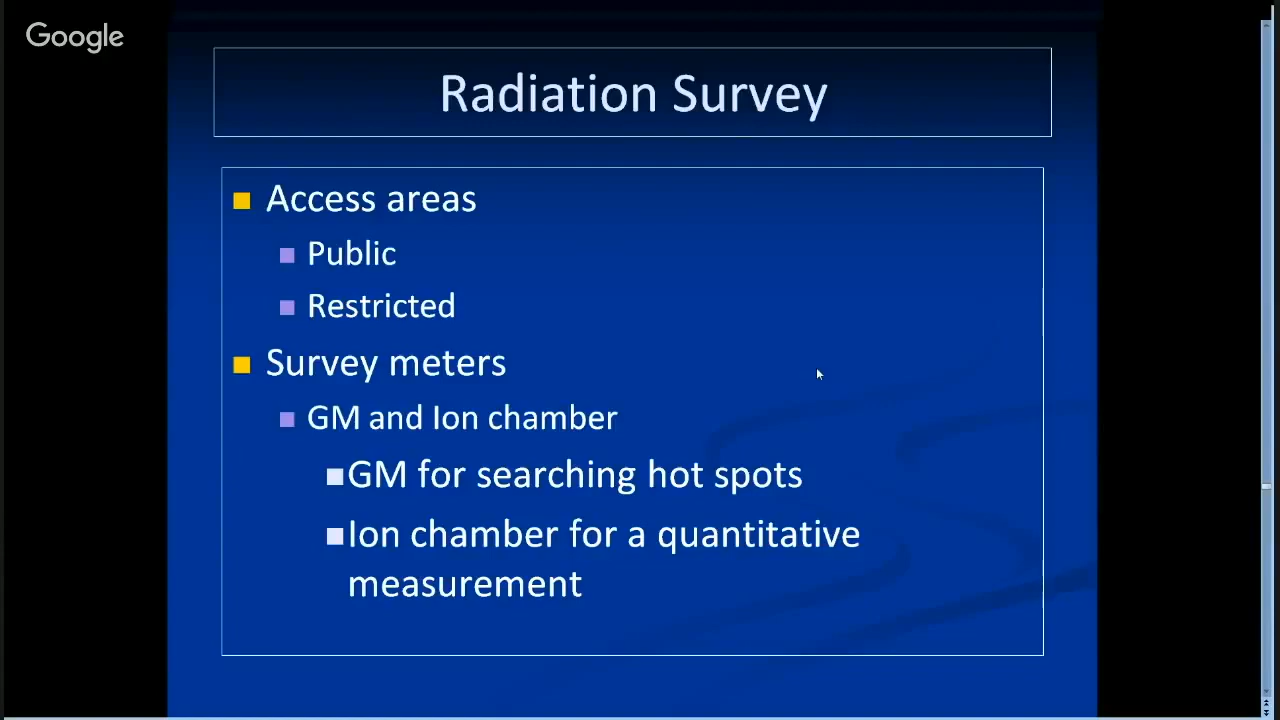 Google
Radiation Survey
Access areas
Public
Restricted
Survey meters
GM and Ion chamber
GM for searching hot spots
Ion chamber for a quantitative
measurement